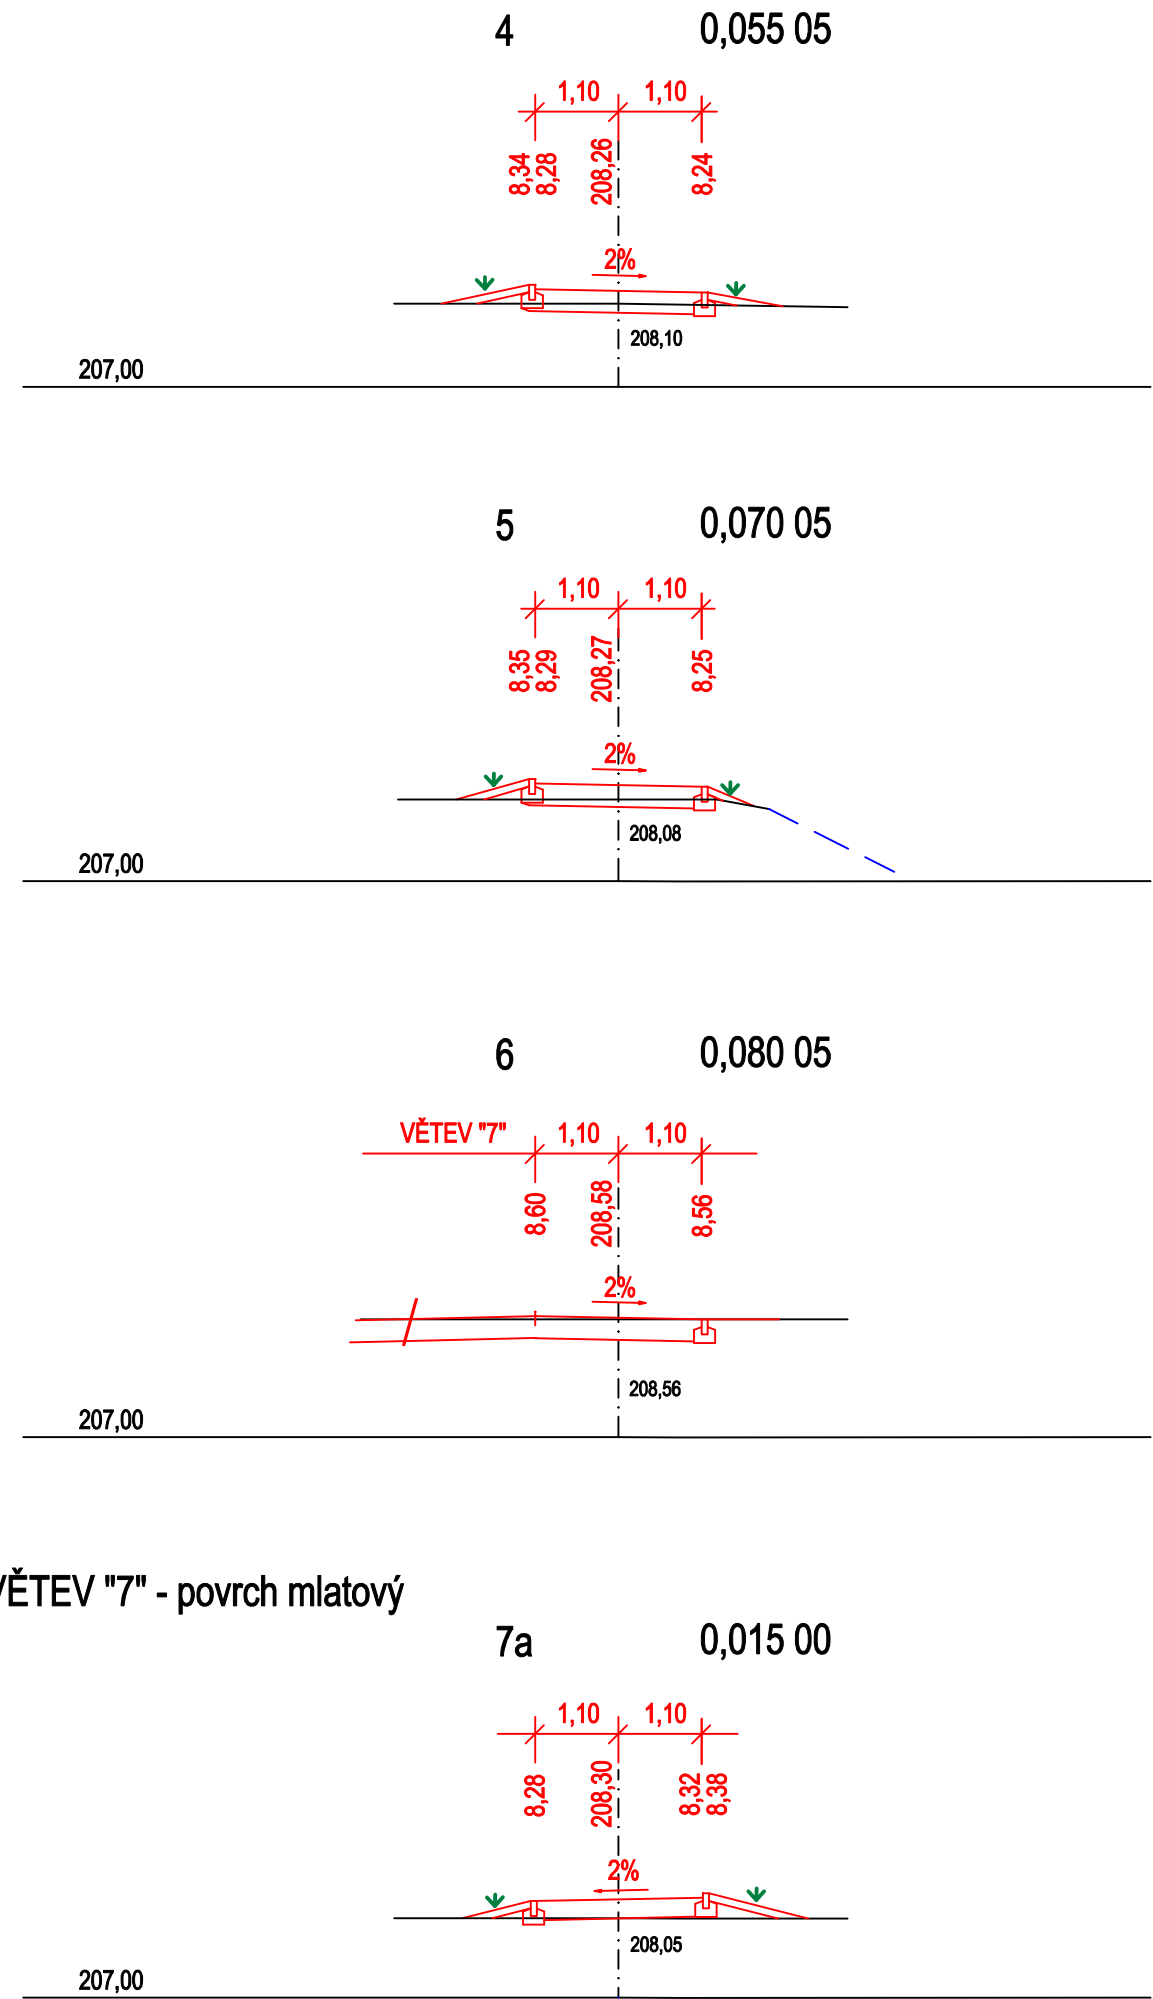 4 0,055 05
1,10 1,10
8,34 8,28 208,26 8,24
2%
208,10
207,00
5 0,070 05
1,10 1,10
8,35 8,29 208,27 8,25
2%
208,08
207,00
6 0,080 05
VĚTEV "7" 1,10 1,10
8,60 208,58 8,56
2%
208,56
207,00
VĚTEV "7" - povrch mlatový
7a 0,015 00
1,10 1,10
8,28 208,30 8,32 8,38
2%
208,05
207,00